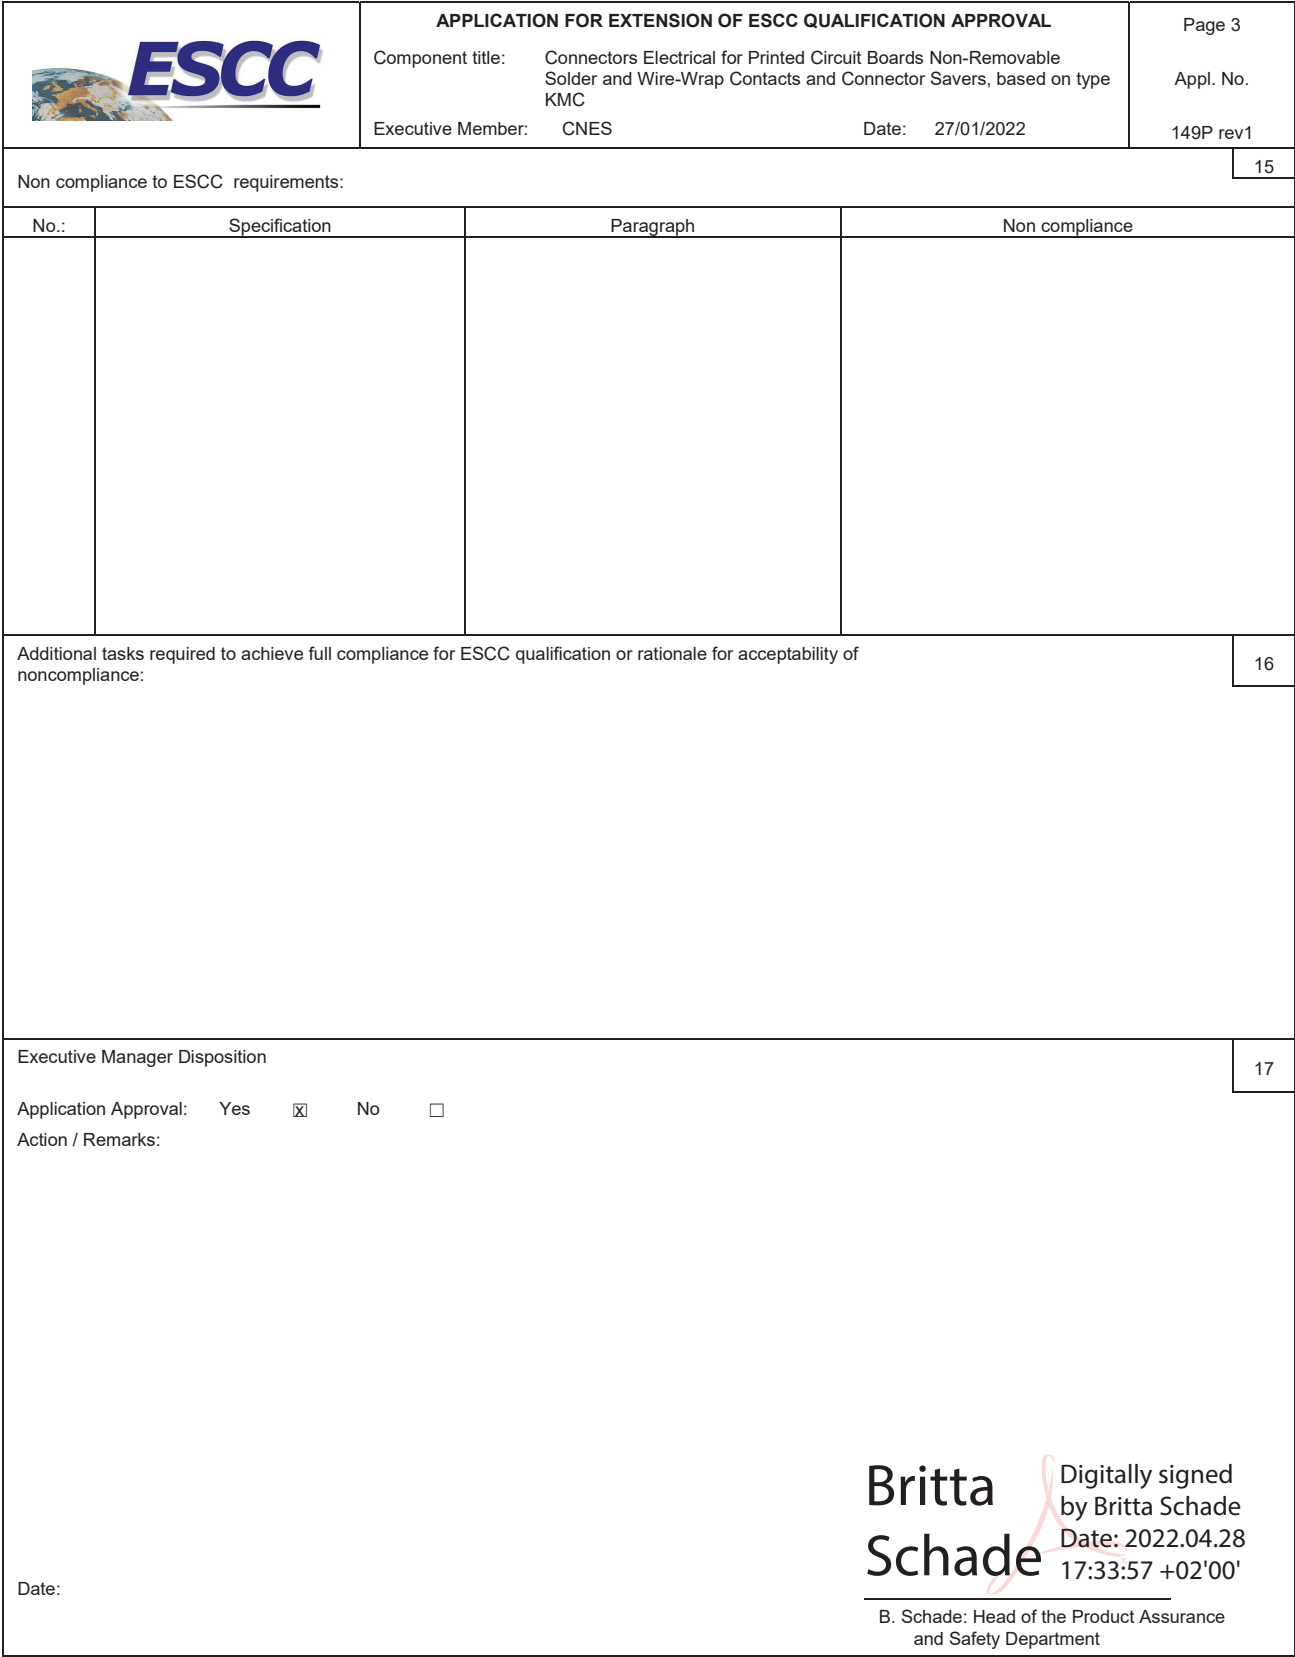 ESCC
APPLICATION FOR EXTENSION OF ESCC QUALIFICATION APPROVAL
Component title: Connectors Electrical for Printed Circuit Boards Non-Removable
Solder and Wire-Wrap Contacts and Connector Savers, based on type
KMC
Executive Member: CNES Date: 27/01/2022
Page 3
Appl. No.
149P rev1
Non compliance to ESCC requirements:
15
No.: Specification Paragraph Non compliance
Additional tasks required to achieve full compliance for ESCC qualification or rationale for acceptability of
noncompliance:
16
Executive Manager Disposition
17
Application Approval: Yes ☒ No ☐
Action / Remarks:
Britta
Schade
Digitally signed
by Britta Schade
Date: 2022.04.28
17:33:57 +02'00'
Date:
B. Schade: Head of the Product Assurance
and Safety Department